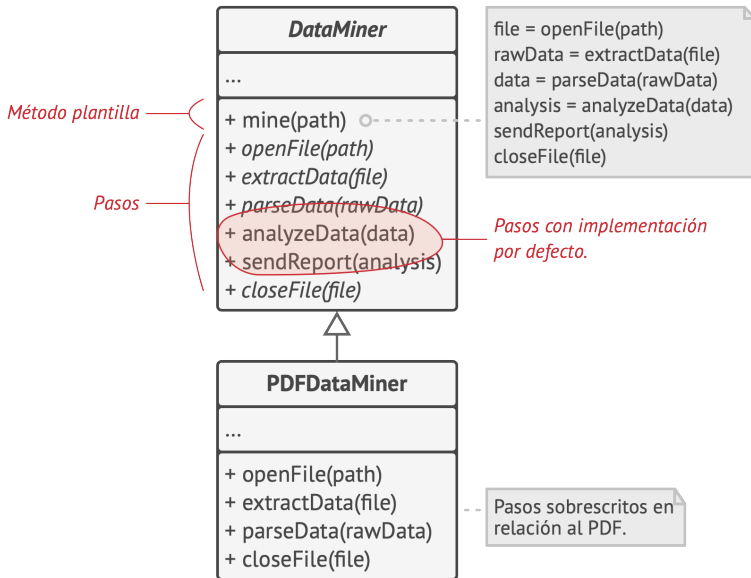 DataMiner
...
Método plantilla
+ mine(path)
Pasos
+ openFile(path)
+ extractData(file)
+ parseData(rawData)
+ analyzeData(data)
+ sendReport(analysis)
+ closeFile(file)
file = openFile(path)
rawData = extractData(file)
data = parseData(rawData)
analysis = analyzeData(data)
sendReport(analysis)
closeFile(file)
Pasos con implementación
por defecto.
PDFDataMiner
...
+ openFile(path)
+ extractData(file)
+ parseData(rawData)
+ closeFile(file)
Pasos sobrescritos en
relación al PDF.